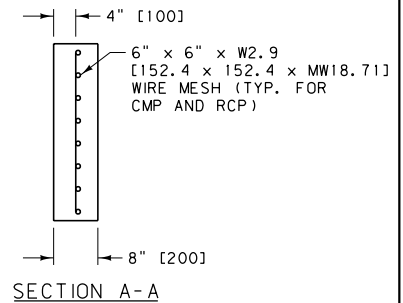 4" [100]
6" x 6" x W2.9
[152.4 x 152.4 x MW18.71]
WIRE MESH (TYP. FOR
CMP AND RCP)
8" [200]
SECTION A-A